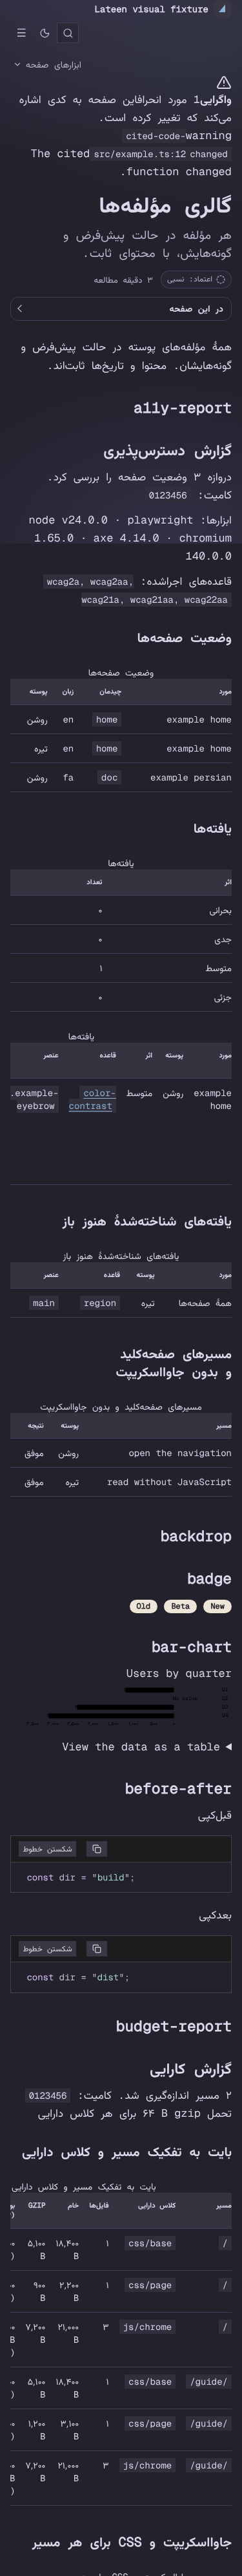 Lateen visual fixture
ابزارهای صفحه
واگرایی1 مورد انحراف‌این صفحه به کدی اشاره
می‌کند که تغییر کرده است.
cited-code-warning
The cited src/example.ts:12 changed
function changed.
گالری مؤلفه‌ها
هر مؤلفه در حالت پیش‌فرض و
گونه‌هایش، با محتوای ثابت.
اعتماد: نسبی
۳ دقیقه مطالعه
در این صفحه
همهٔ مؤلفه‌های پوسته در حالت پیش‌فرض و
گونه‌هایشان. محتوا و تاریخ‌ها ثابت‌اند.
a11y-report
گزارش دسترس‌پذیری
دروازه ۳ وضعیت صفحه را بررسی کرد.
کامیت: 0123456
ابزارها: node v24.0.0 · playwright
1.65.0 · axe 4.14.0 · chromium
140.0.0
قاعده‌های اجراشده: wcag2a, wcag2aa,
wcag21a, wcag21aa, wcag22aa
وضعیت صفحه‌ها
وضعیت صفحه‌ها
مورد چیدمان زبان پوسته
example home home en روشن
example home home en تیره
example persian doc fa روشن
یافته‌ها
یافته‌ها
اثر تعداد
بحرانی ۰
جدی ۰
متوسط ۱
جزئی ۰
یافته‌ها
مورد پوسته اثر قاعده عنصر
example home روشن متوسط color-contrast .example-eyebrow
یافته‌های شناخته‌شدهٔ هنوز باز
یافته‌های شناخته‌شدهٔ هنوز باز
مورد پوسته قاعده عنصر
همهٔ صفحه‌ها تیره region main
مسیرهای صفحه‌کلید
و بدون جاوااسکریپت
مسیرهای صفحه‌کلید و بدون جاوااسکریپت
مسیر پوسته نتیجه
open the navigation روشن موفق
read without JavaScript تیره موفق
backdrop
badge
New Beta Old
bar-chart
Users by quarter
View the data as a table
before-after
قبل‌کپی
شکستن خطوط
const dir = "build";
بعدکپی
شکستن خطوط
const dir = "dist";
budget-report
گزارش کارایی
۲ مسیر اندازه‌گیری شد. کامیت: 0123456
تحمل ۶۴ B gzip برای هر کلاس دارایی
بایت به تفکیک مسیر و کلاس دارایی
بایت به تفکیک مسیر و کلاس دارایی
مسیر کلاس دارایی فایل‌ها خام GZIP
/ css/base ۱ ۱۸٬۴۰۰ B ۵٬۱۰۰ B
/ css/page ۱ ۲٬۲۰۰ B ۹۰۰ B
/ js/chrome ۳ ۲۱٬۰۰۰ B ۷٬۲۰۰ B
/guide/ css/base ۱ ۱۸٬۴۰۰ B ۵٬۱۰۰ B
/guide/ css/page ۱ ۳٬۱۰۰ B ۱٬۲۰۰ B
/guide/ js/chrome ۳ ۲۱٬۰۰۰ B ۷٬۲۰۰ B
جاوااسکریپت و CSS برای هر مسیر